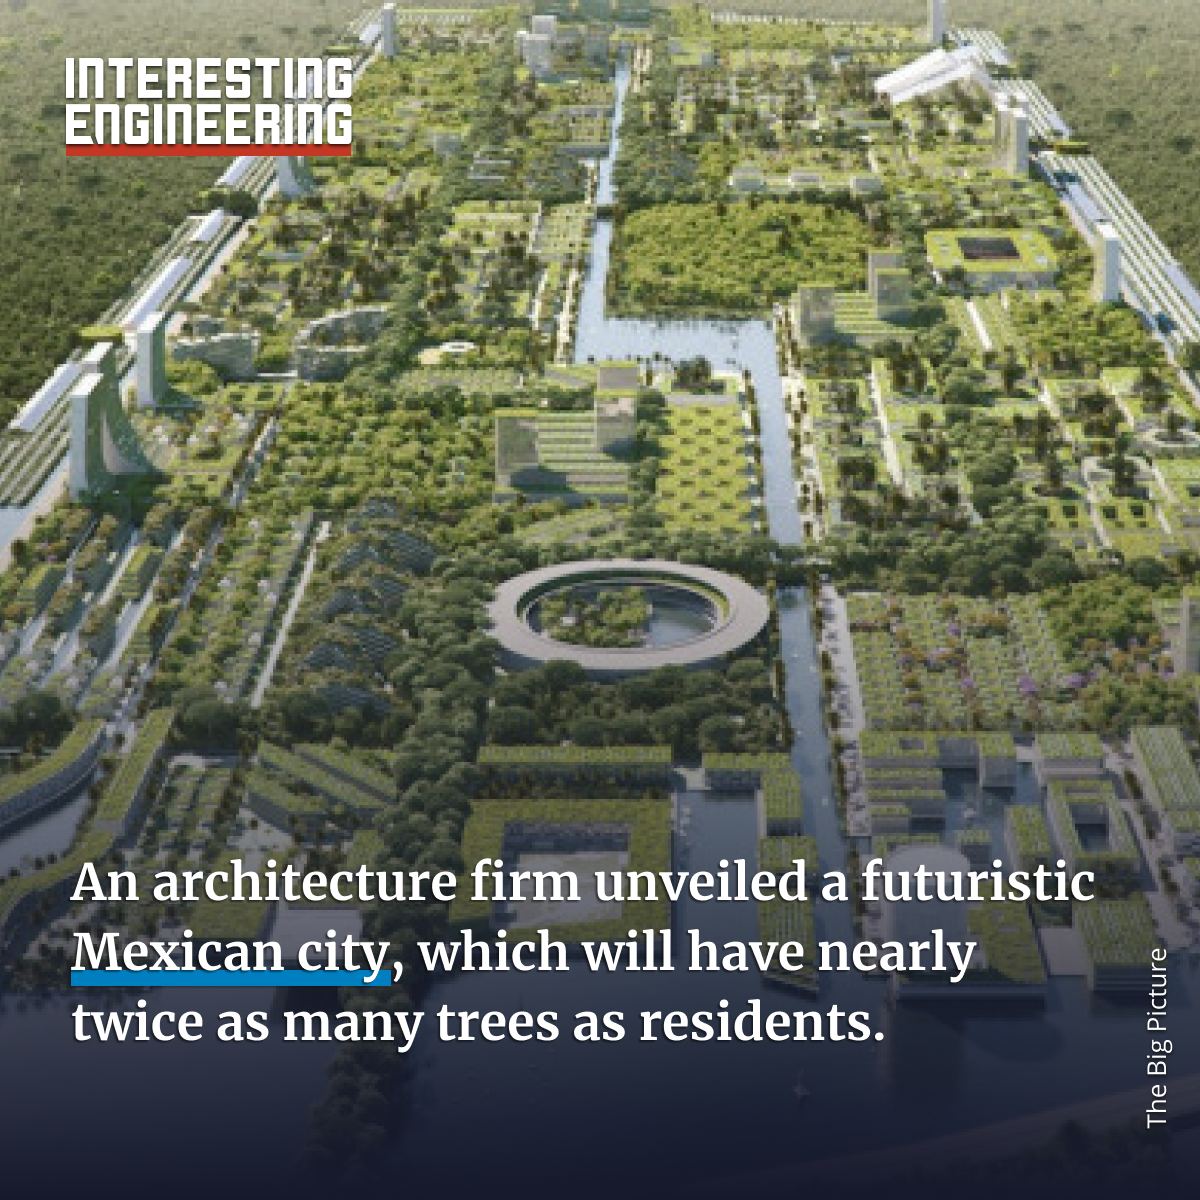 INTERESTING
ENGINEERING
An architecture firm unveiled a futuristic
Mexican city, which will have nearly
twice as many trees as residents.
The Big Picture